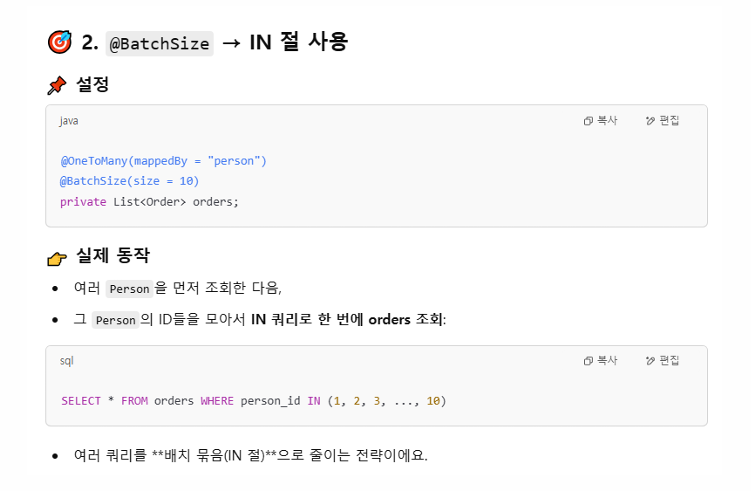 🎯 2. @BatchSize → IN 절 사용
📌 설정
java
복사
편집
@OneToMany(mappedBy = "person")
@BatchSize(size = 10)
private List<Order> orders;
👉 실제 동작
• 여러 Person을 먼저 조회한 다음,
• 그 Person의 ID들을 모아서 IN 쿼리로 한 번에 orders 조회:
sql
복사
편집
SELECT * FROM orders WHERE person_id IN (1, 2, 3, ..., 10)
• 여러 쿼리를 **배치 묶음(IN 절)**으로 줄이는 전략이에요.